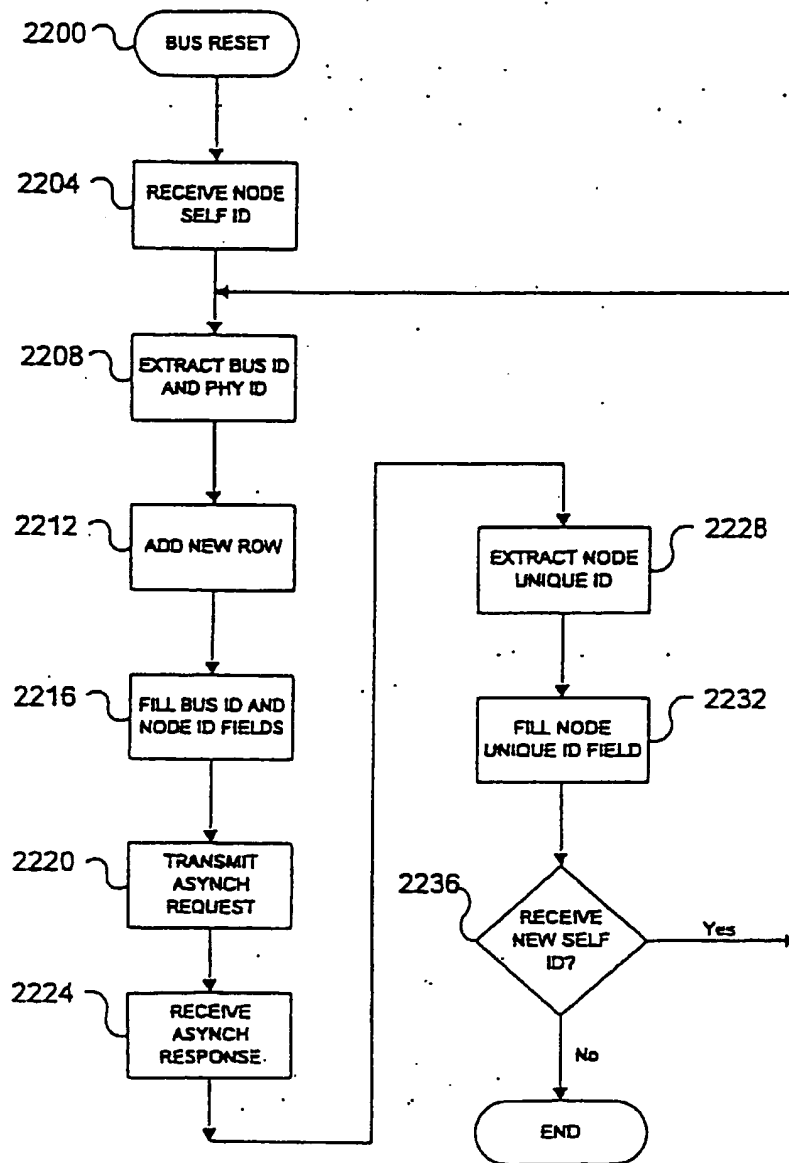 2200
BUS RESET
2204
RECEIVE NODE
SELF ID
2208
EXTRACT BUS ID
AND PHY ID
2212
ADD NEW ROW
2216
FILL BUS ID AND
NODE ID FIELDS
2220
TRANSMIT
ASYNCH
REQUEST
2224
RECEIVE
ASYNCH
RESPONSE
2228
EXTRACT NODE
UNIQUE ID
2232
FILL NODE
UNIQUE ID FIELD
2236
RECEIVE
NEW SELF
ID?
Yes
No
END